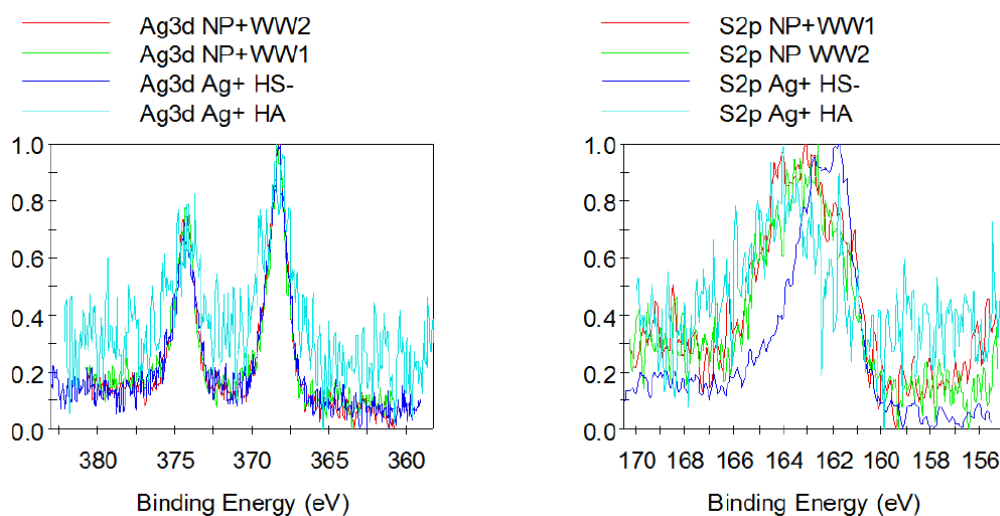 Ag3d NP+WW2
Ag3d NP+WW1
Ag3d Ag+ HS-
Ag3d Ag+ HA
1.0
0.8
0.6
0.4
0.2
0.0
380
375
370
365
360
Binding Energy (eV)
S2p NP+WW1
S2p NP WW2
S2p Ag+ HS-
S2p Ag+ HA
1.0
0.8
0.6
0.4
0.2
0.0
170
168
166
164
162
160
158
156
Binding Energy (eV)